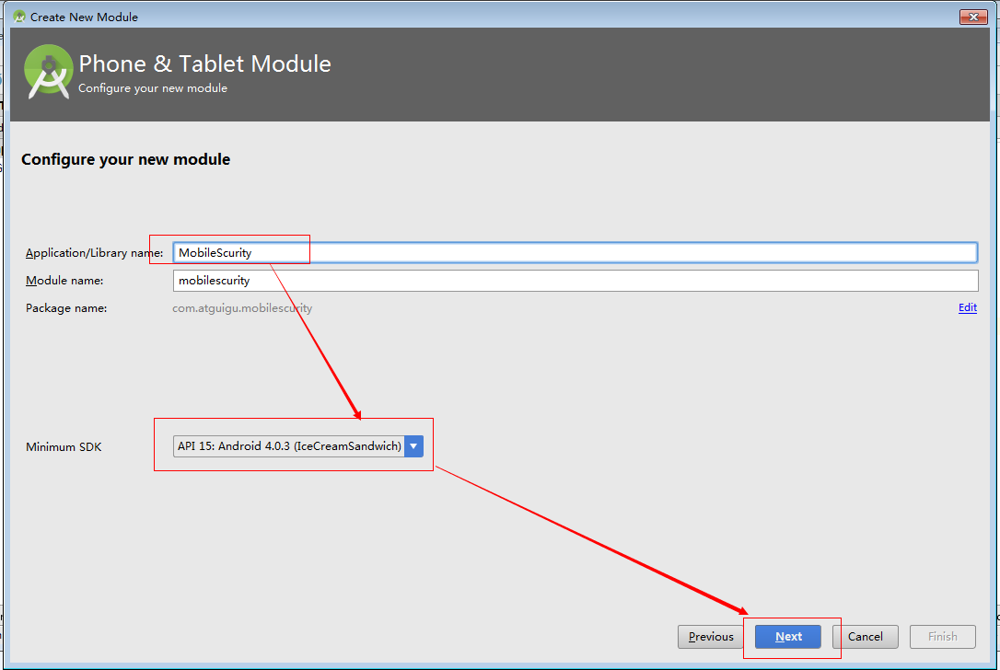 Create New Module
Phone & Tablet Module
Configure your new module
Configure your new module
Application/Library name: MobileScurity
Module name: mobilescurity
Package name: com.atguigu.mobilescurity Edit
Minimum SDK API 15: Android 4.0.3 (IceCreamSandwich)
Previous Next Cancel Finish